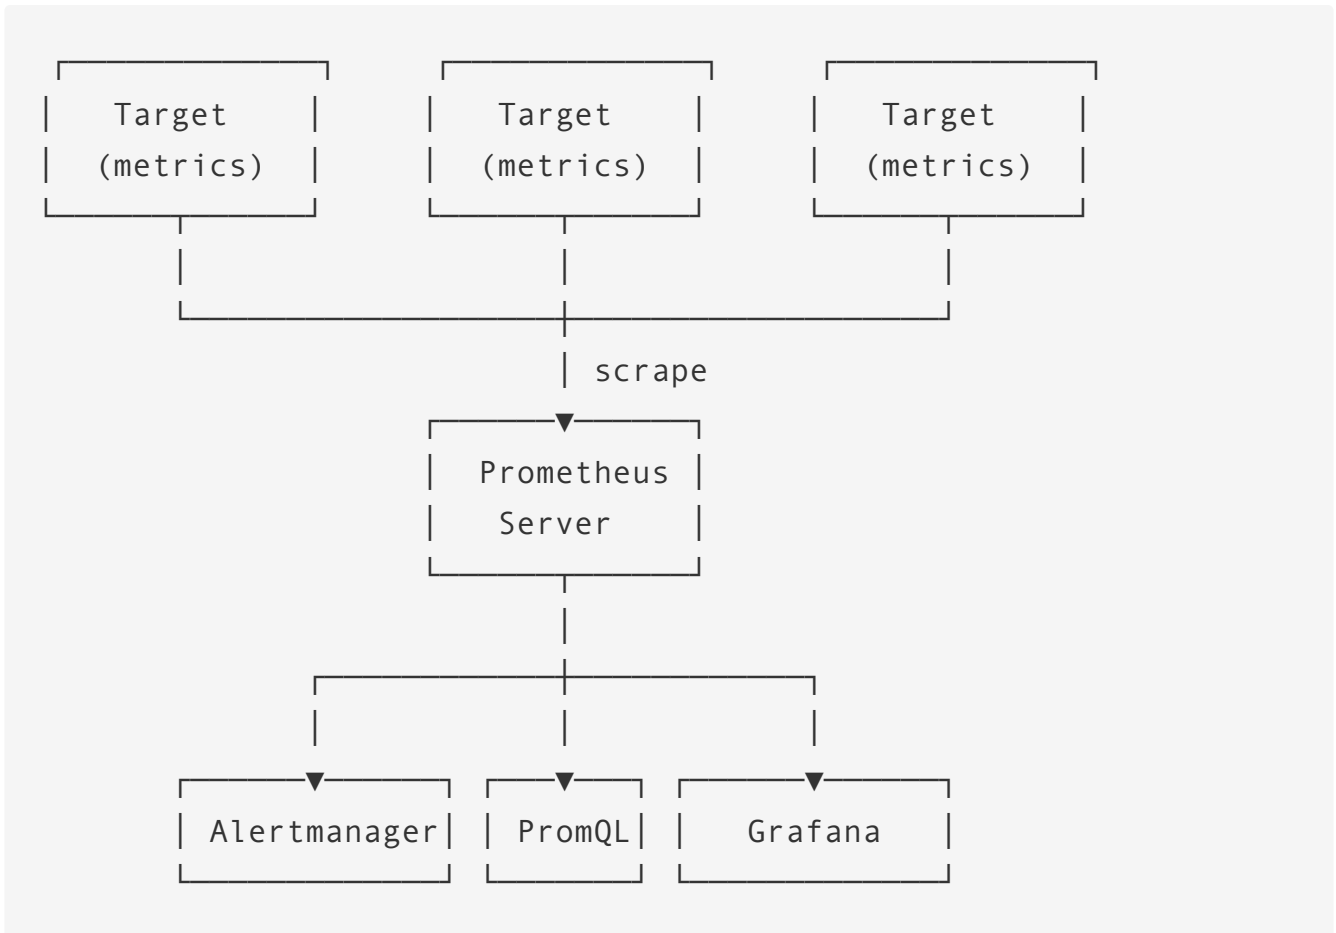 Target Target Target
(metrics) (metrics) (metrics)
scrape
Prometheus
Server
Alertmanager PromQL Grafana